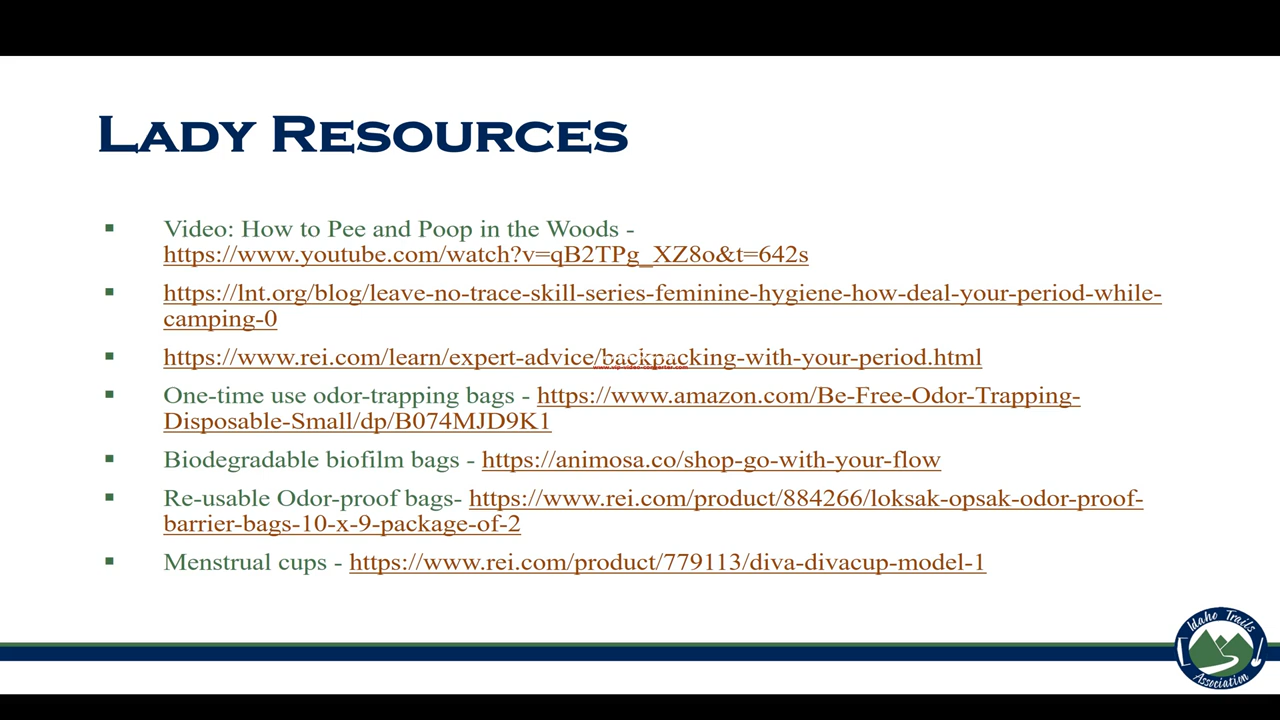 LADY RESOURCES
Video: How to Pee and Poop in the Woods -
https://www.youtube.com/watch?v=qB2TPg_XZ8o&t=642s
https://lnt.org/blog/leave-no-trace-skill-series-feminine-hygiene-how-deal-your-period-while-
camping-0
https://www.rei.com/learn/expert-advice/backpacking-with-your-period.html
www.vip-video-converter.com
One-time use odor-trapping bags - https://www.amazon.com/Be-Free-Odor-Trapping-
Disposable-Small/dp/B074MJD9K1
Biodegradable biofilm bags - https://animosa.co/shop-go-with-your-flow
Re-usable Odor-proof bags- https://www.rei.com/product/884266/loksak-opsak-odor-proof-
barrier-bags-10-x-9-package-of-2
Menstrual cups - https://www.rei.com/product/779113/diva-divacup-model-1
Idaho Trails
Association